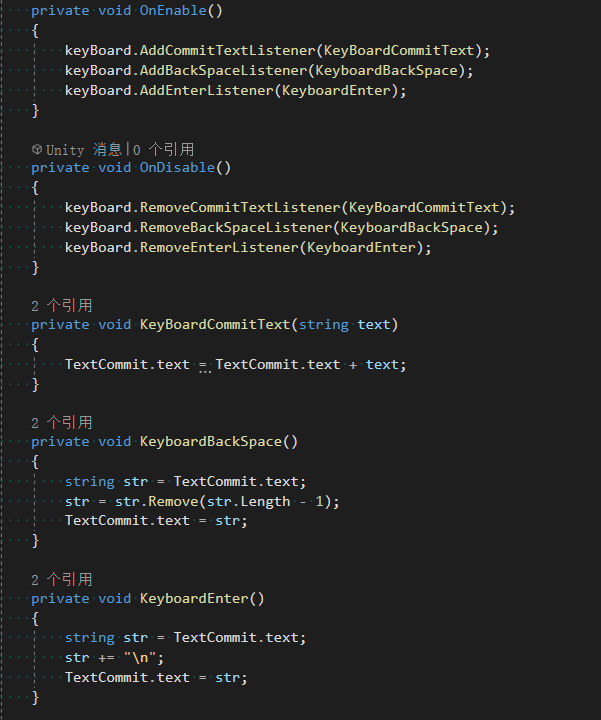 private void OnEnable()
{
keyBoard.AddCommitTextListener(KeyBoardCommitText);
keyBoard.AddBackSpaceListener(KeyboardBackSpace);
keyBoard.AddEnterListener(KeyboardEnter);
}
Unity 消息|0 个引用
private void OnDisable()
{
keyBoard.RemoveCommitTextListener(KeyBoardCommitText);
keyBoard.RemoveBackSpaceListener(KeyboardBackSpace);
keyBoard.RemoveEnterListener(KeyboardEnter);
}
2 个引用
private void KeyBoardCommitText(string text)
{
TextCommit.text = TextCommit.text + text;
}
2 个引用
private void KeyboardBackSpace()
{
string str = TextCommit.text;
str = str.Remove(str.Length - 1);
TextCommit.text = str;
}
2 个引用
private void KeyboardEnter()
{
string str = TextCommit.text;
str += "\n";
TextCommit.text = str;
}